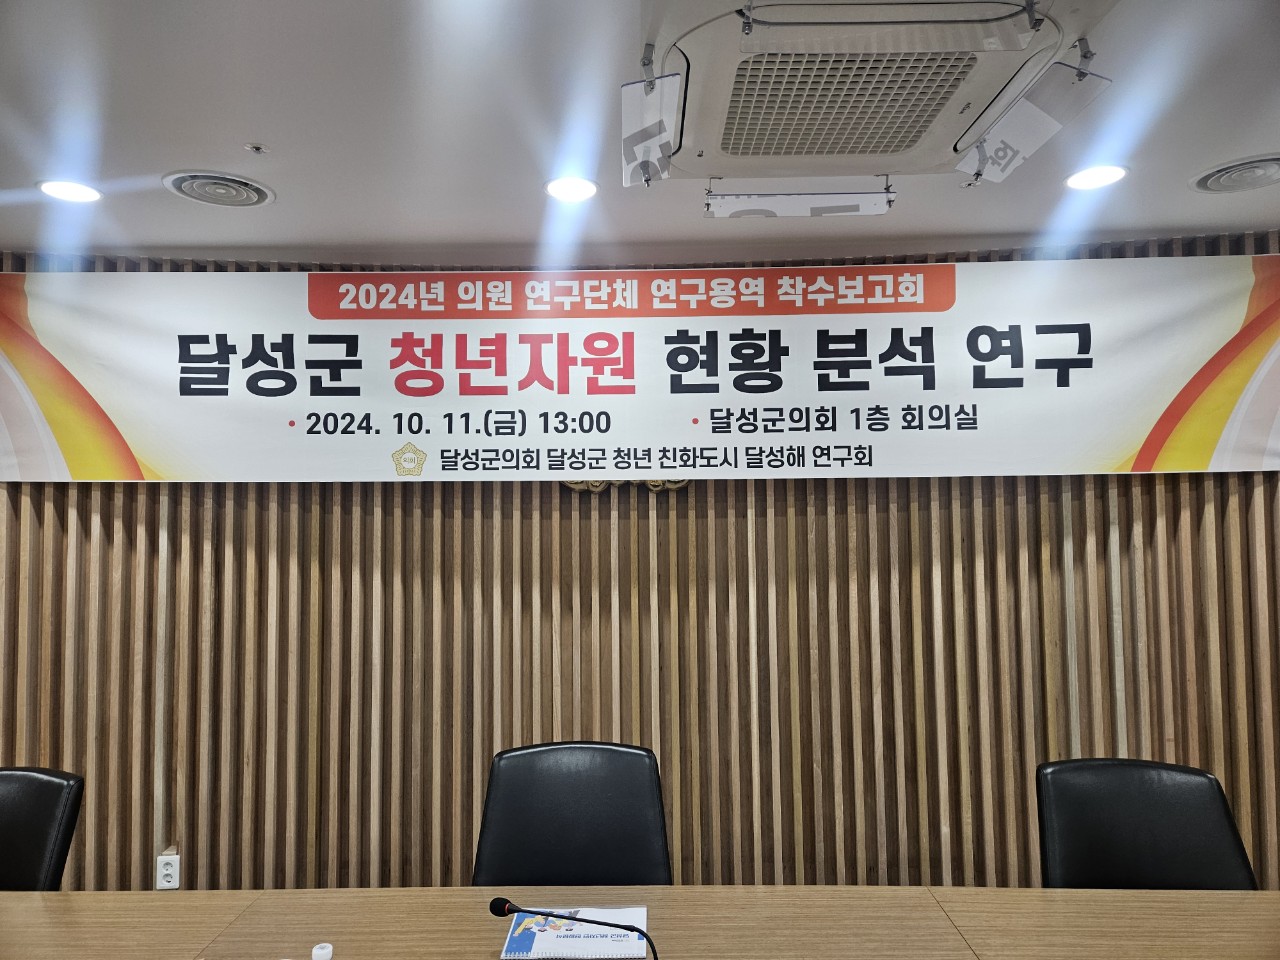 2024년 의원 연구단체 연구용역 착수보고회
달성군 청년자원 현황 분석 연구
• 2024. 10. 11.(금) 13:00 • 달성군의회 1층 회의실
의회
달성군의회 달성군 청년 친화도시 달성해 연구회